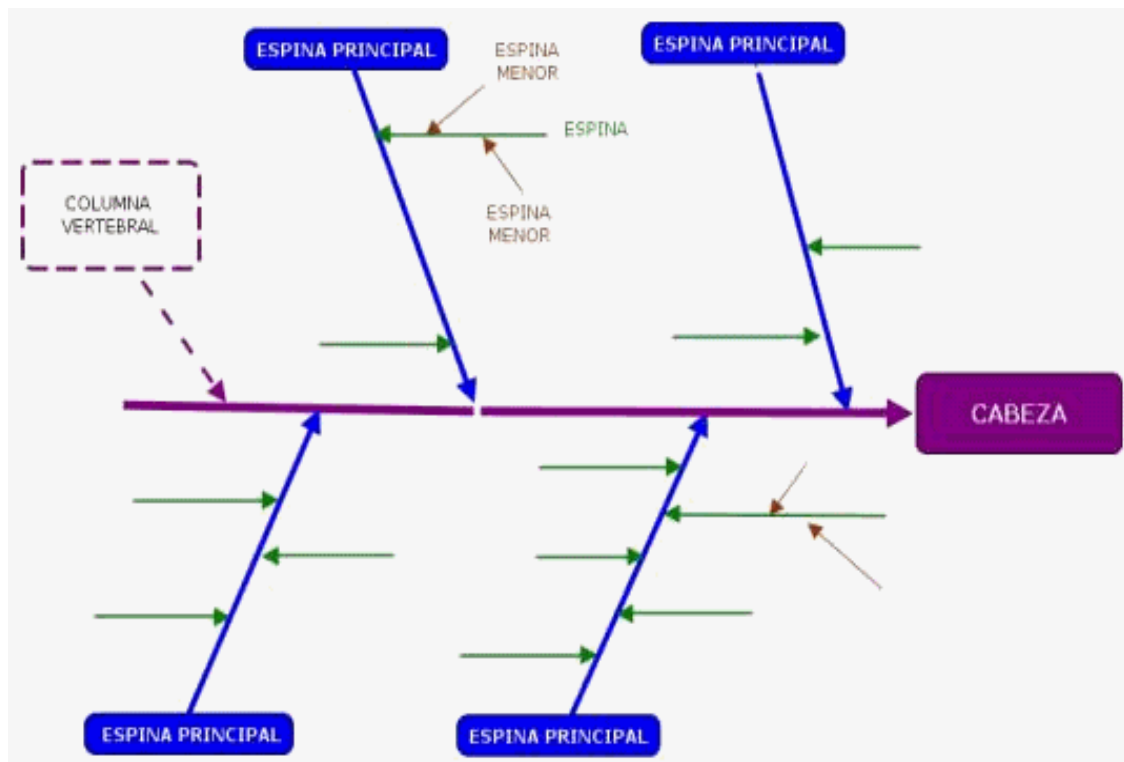 ESPINA PRINCIPAL
ESPINA PRINCIPAL
ESPINA
MENOR
ESPINA
COLUMNA
VERTEBRAL
ESPINA
MENOR
CABEZA
ESPINA PRINCIPAL
ESPINA PRINCIPAL